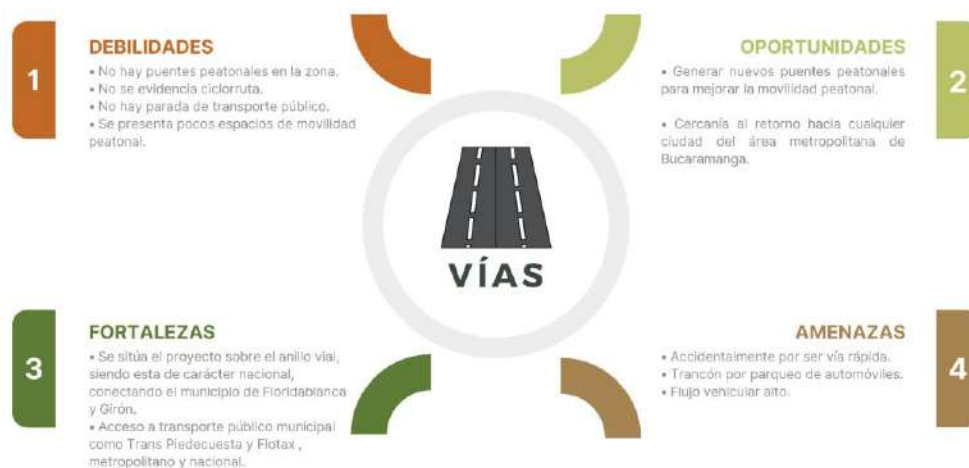 1
DEBILIDADES
• No hay puentes peatonales en la zona.
• No se evidencia ciclorruta.
• No hay parada de transporte público.
• Se presenta pocos espacios de movilidad
peatonal.
OPORTUNIDADES
• Generar nuevos puentes peatonales
para mejorar la movilidad peatonal.
• Cercanía al retorno hacia cualquier
ciudad del área metropolitana de
Bucaramanga.
2
VÍAS
3
FORTALEZAS
• Se sitúa el proyecto sobre el anillo vial,
siendo esta de carácter nacional,
conectando el municipio de Floridablanca
y Girón.
• Acceso a transporte público municipal
como Trans Piedecuesta y Flotax ,
metropolitano y nacional.
AMENAZAS
• Accidentalmente por ser vía rápida.
• Trancón por parqueo de automóviles.
• Flujo vehicular alto.
4